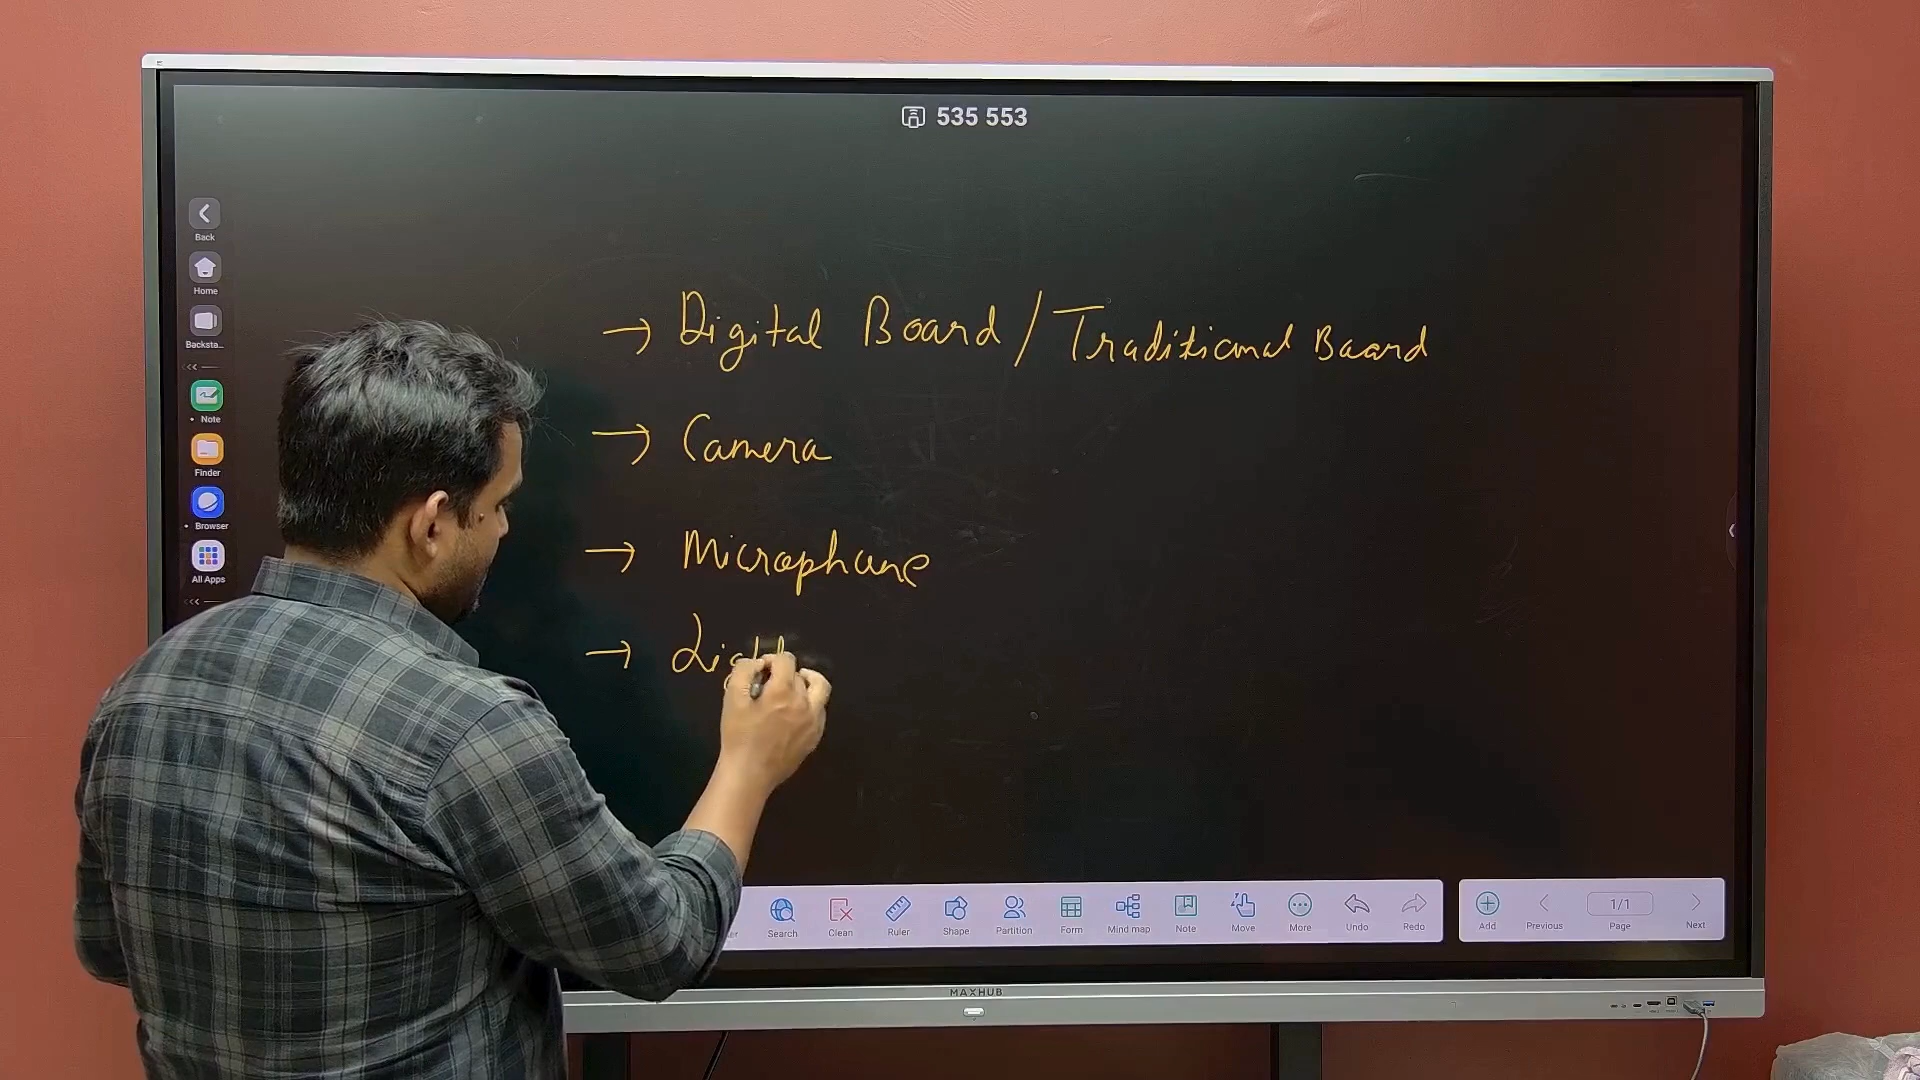 535 553
Back
Home
Backsta...
Note
Finder
Browser
All Apps
→ Digital Board / Traditional Board
→ Camera
→ Microphone
→
Search Clean Ruler Shape Partition Form Mind map Note Move More Undo Redo
Add Previous 1/1 Page Next
MAXHUB